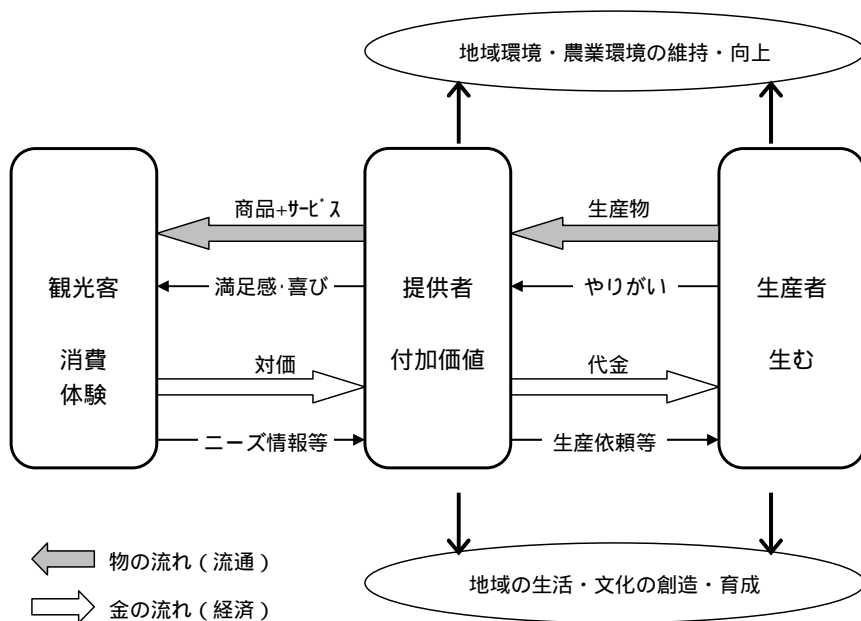 地域環境・農業環境の維持・向上
商品+ｻｰﾋﾞｽ
生産物
観光客
満足感･喜び
提供者
やりがい
生産者
消費
体験
対価
付加価値
代金
生む
ニーズ情報等
生産依頼等
物の流れ（流通）
地域の生活・文化の創造・育成
金の流れ（経済）